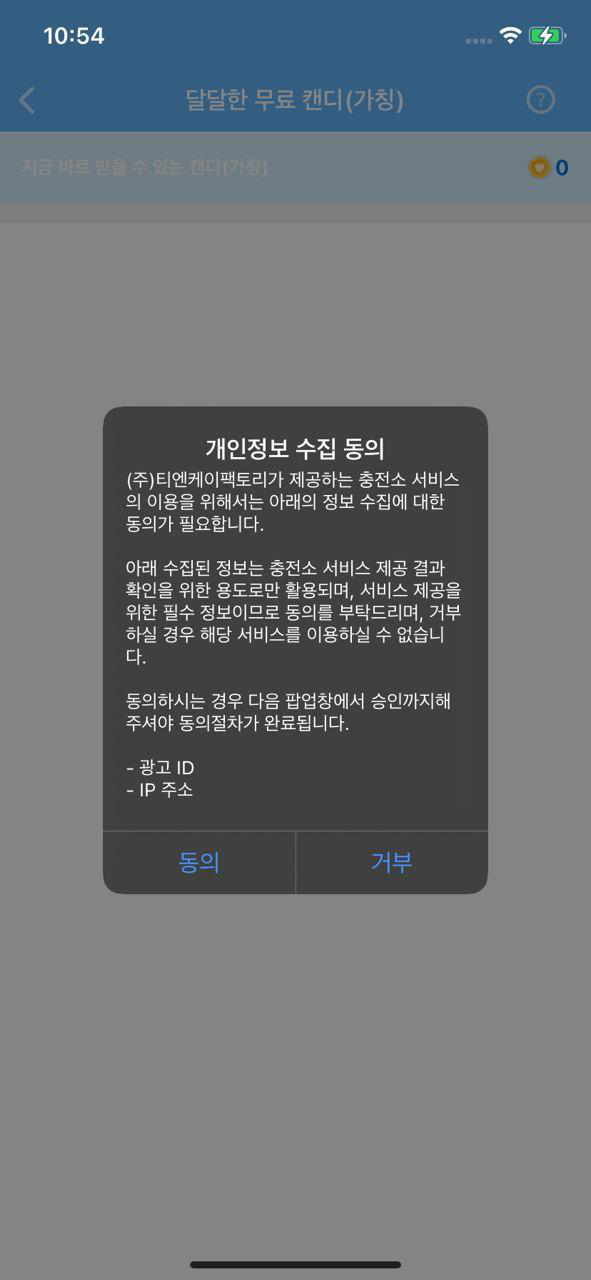 10:54
달달한 무료 캔디(가칭)
?
지금 바로 받을 수 있는 캔디(가칭)
0
개인정보 수집 동의
(주)티엔케이팩토리가 제공하는 충전소 서비스
의 이용을 위해서는 아래의 정보 수집에 대한
동의가 필요합니다.
아래 수집된 정보는 충전소 서비스 제공 결과
확인을 위한 용도로만 활용되며, 서비스 제공을
위한 필수 정보이므로 동의를 부탁드리며, 거부
하실 경우 해당 서비스를 이용하실 수 없습니
다.
동의하시는 경우 다음 팝업창에서 승인까지해
주셔야 동의절차가 완료됩니다.
- 광고 ID
- IP 주소
동의
거부